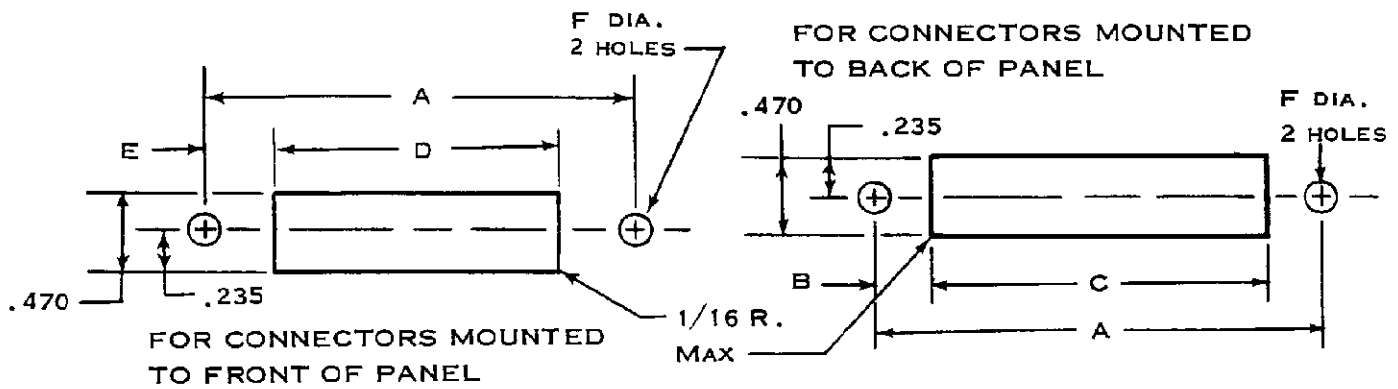 F DIA.
2 HOLES
A
E
D
.470
.235
FOR CONNECTORS MOUNTED
TO FRONT OF PANEL
1/16 R.
MAX
FOR CONNECTORS MOUNTED
TO BACK OF PANEL
.470
.235
F DIA.
2 HOLES
B
C
A